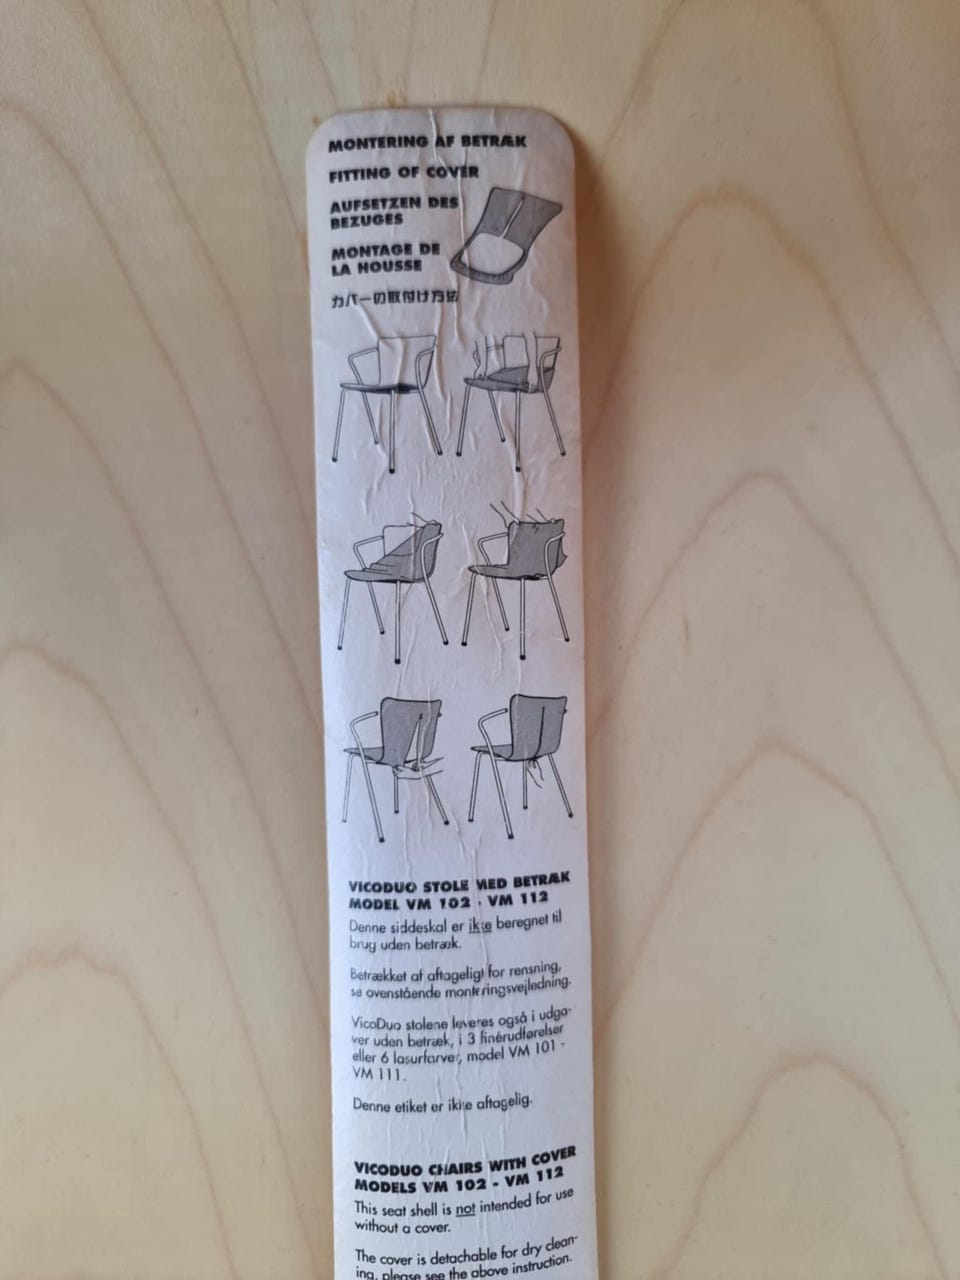 MONTERING AF BETRÆK
FITTING OF COVER
AUFSETZEN DES
BEZUGES
MONTAGE DE
LA HOUSSE
カバーの取付け方法
VICODUO STOLE MED BETRÆK
MODEL VM 102 - VM 112
Denne siddeskal er ikke beregnet til
brug uden betræk.
Betrækket at aftageligt for rensning,
se ovenstående monteringsvejledning.
VicoDuo stolene leveres også i udga-
ver uden betræk, i 3 finérudførelser
eller 6 lasurfarver, model VM 101 -
VM 111.
Denne etiket er ikke aftagelig.
VICODUO CHAIRS WITH COVER
MODELS VM 102 - VM 112
This seat shell is not intended for use
without a cover.
The cover is detachable for dry clean-
ing, please see the above instruction.